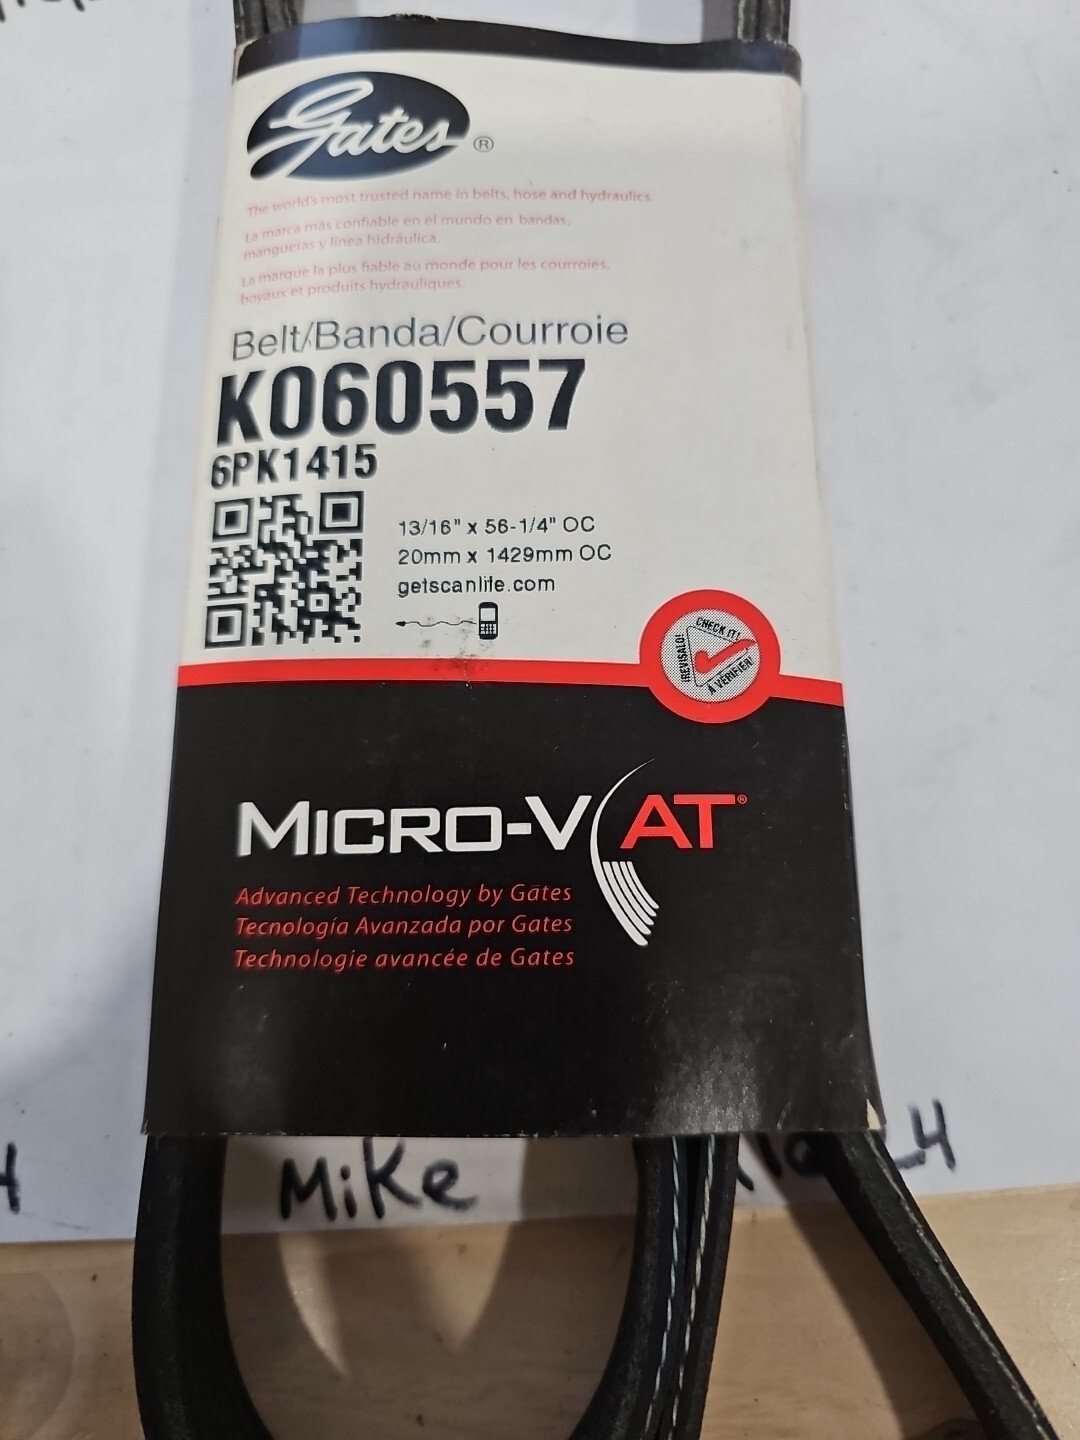 Gates®
The world's most trusted name in belts, hose and hydraulics.
La marca más confiable en el mundo en bandas,
mangueras y línea hidráulica.
La marque la plus fiable au monde pour les courroies,
boyaux et produits hydrauliques.
Belt/Banda/Courroie
K060557
6PK1415
13/16" x 56-1/4" OC
20mm x 1429mm OC
getscanlife.com
CHECK IT!
¡REVISALO!
À VÉRIFIER!
MICRO-V AT®
Advanced Technology by Gates
Tecnología Avanzada por Gates
Technologie avancée de Gates
Mike